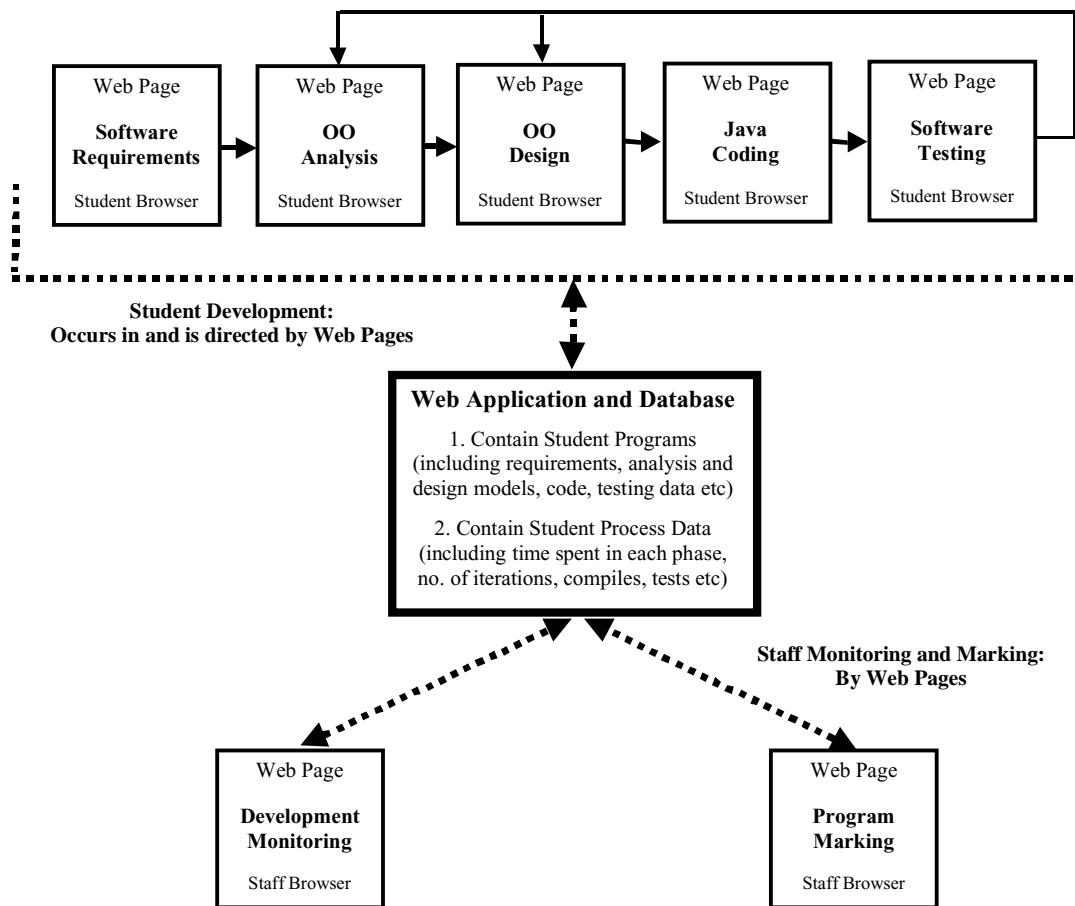 Web Page
Software
Requirements
Student Browser
Web Page
OO
Analysis
Student Browser
Web Page
OO
Design
Student Browser
Web Page
Java
Coding
Student Browser
Web Page
Software
Testing
Student Browser
Student Development:
Occurs in and is directed by Web Pages
Web Application and Database
1. Contain Student Programs
(including requirements, analysis and
design models, code, testing data etc)
2. Contain Student Process Data
(including time spent in each phase,
no. of iterations, compiles, tests etc)
Staff Monitoring and Marking:
By Web Pages
Web Page
Development
Monitoring
Staff Browser
Web Page
Program
Marking
Staff Browser